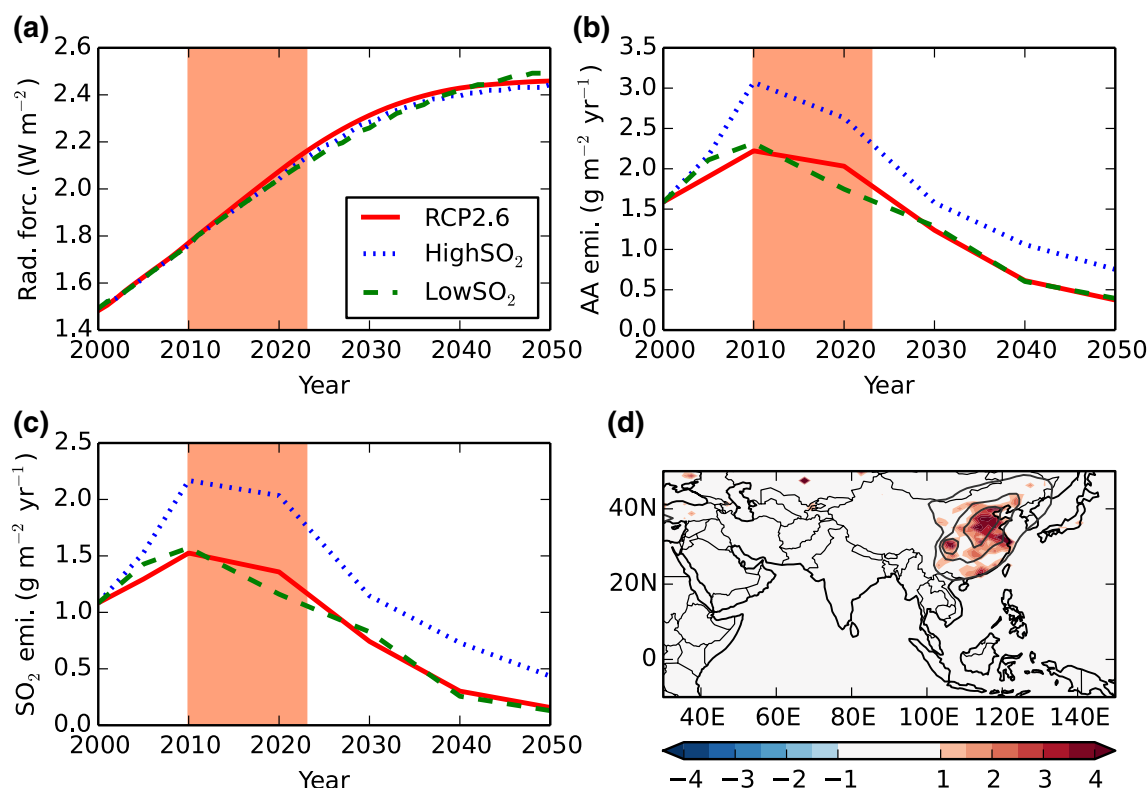 (a)
2.6
2.4
2.2
2.0
1.8
1.6
1.4
Rad. forc. (W m⁻²)
2000 2010 2020 2030 2040 2050
Year
RCP2.6
HighSO₂
LowSO₂
(b)
3.5
3.0
2.5
2.0
1.5
1.0
0.5
0.0
AA emi. (g m⁻² yr⁻¹)
2000 2010 2020 2030 2040 2050
Year
(c)
2.5
2.0
1.5
1.0
0.5
0.0
SO₂ emi. (g m⁻² yr⁻¹)
2000 2010 2020 2030 2040 2050
Year
(d)
40N
20N
0
40E 60E 80E 100E 120E 140E
−4 −3 −2 −1 1 2 3 4